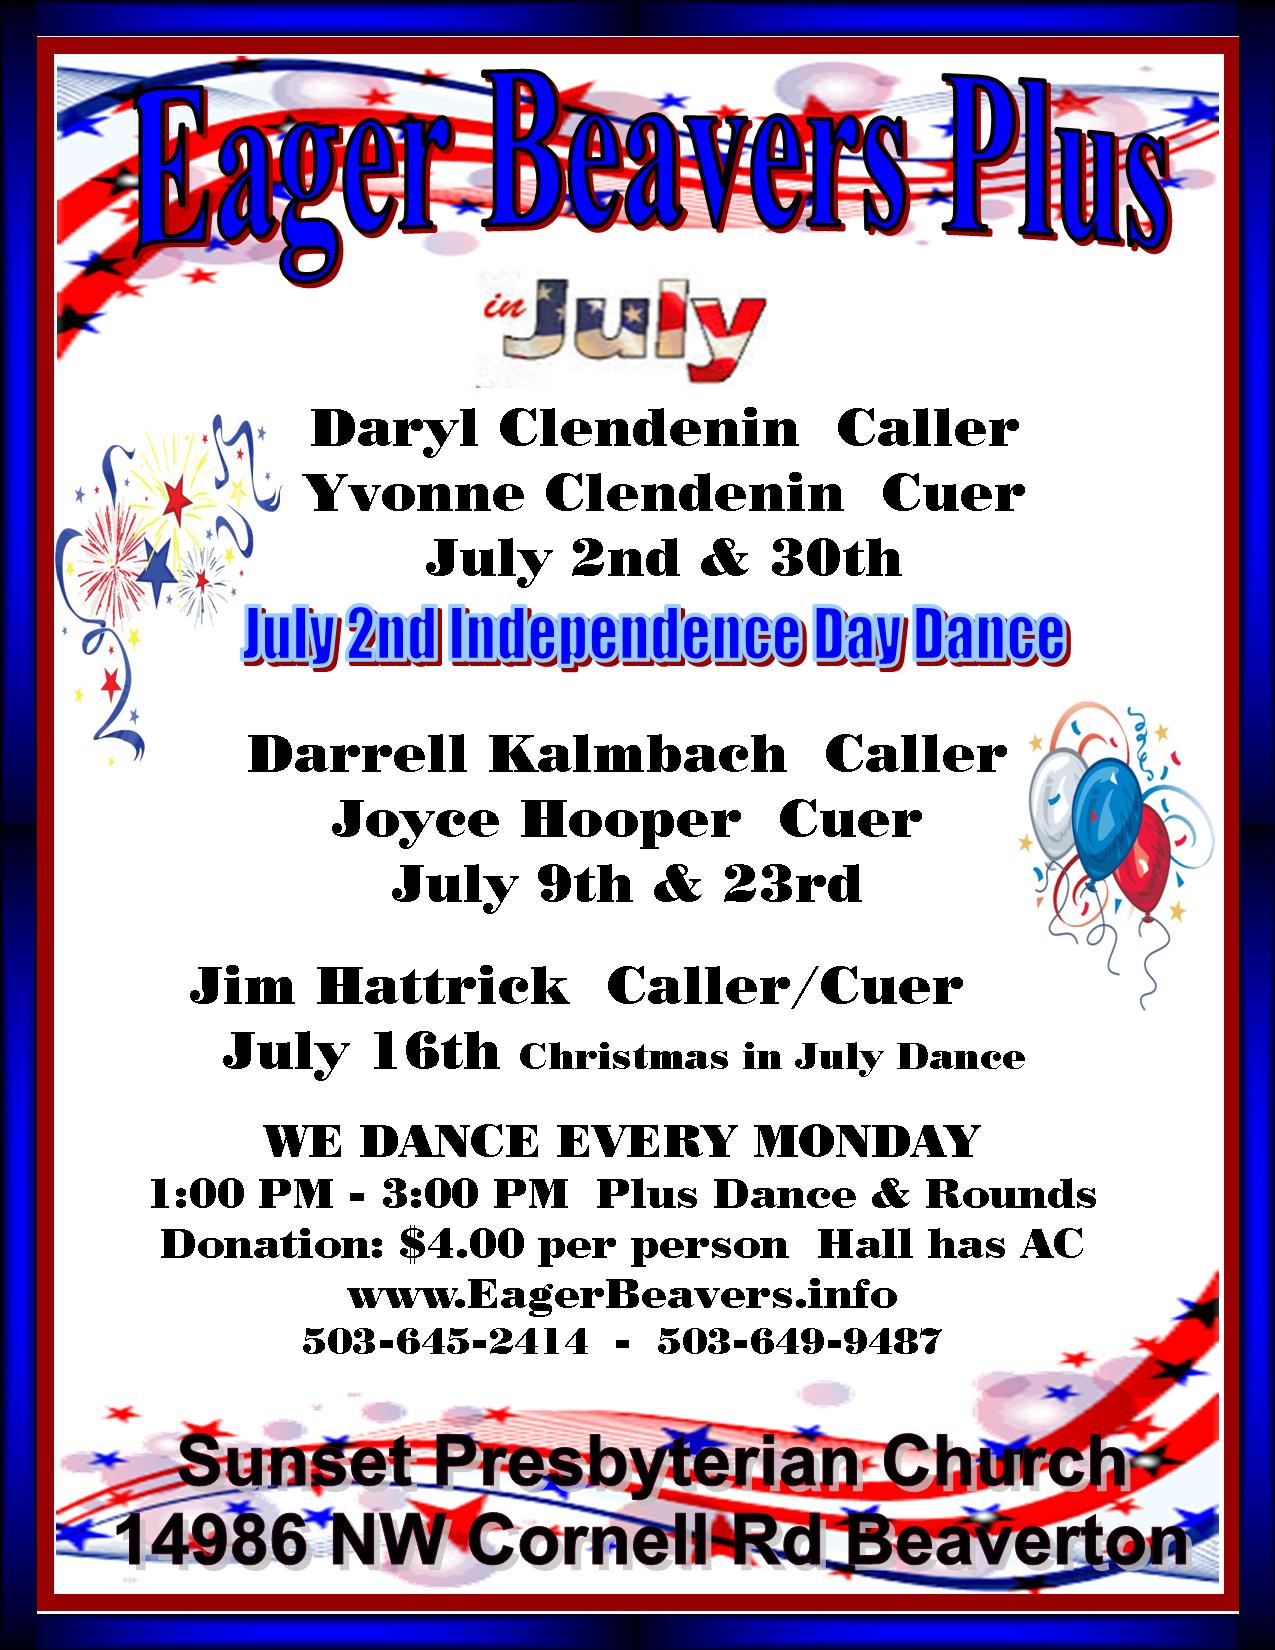 Eager Beavers Plus
in July
Daryl Clendenin Caller
Yvonne Clendenin Cuer
July 2nd & 30th
July 2nd Independence Day Dance
Darrell Kalmbach Caller
Joyce Hooper Cuer
July 9th & 23rd
Jim Hattrick Caller/Cuer
July 16th Christmas in July Dance
WE DANCE EVERY MONDAY
1:00 PM - 3:00 PM Plus Dance & Rounds
Donation: $4.00 per person Hall has AC
www.EagerBeavers.info
503-645-2414 - 503-649-9487
Sunset Presbyterian Church
14986 NW Cornell Rd Beaverton